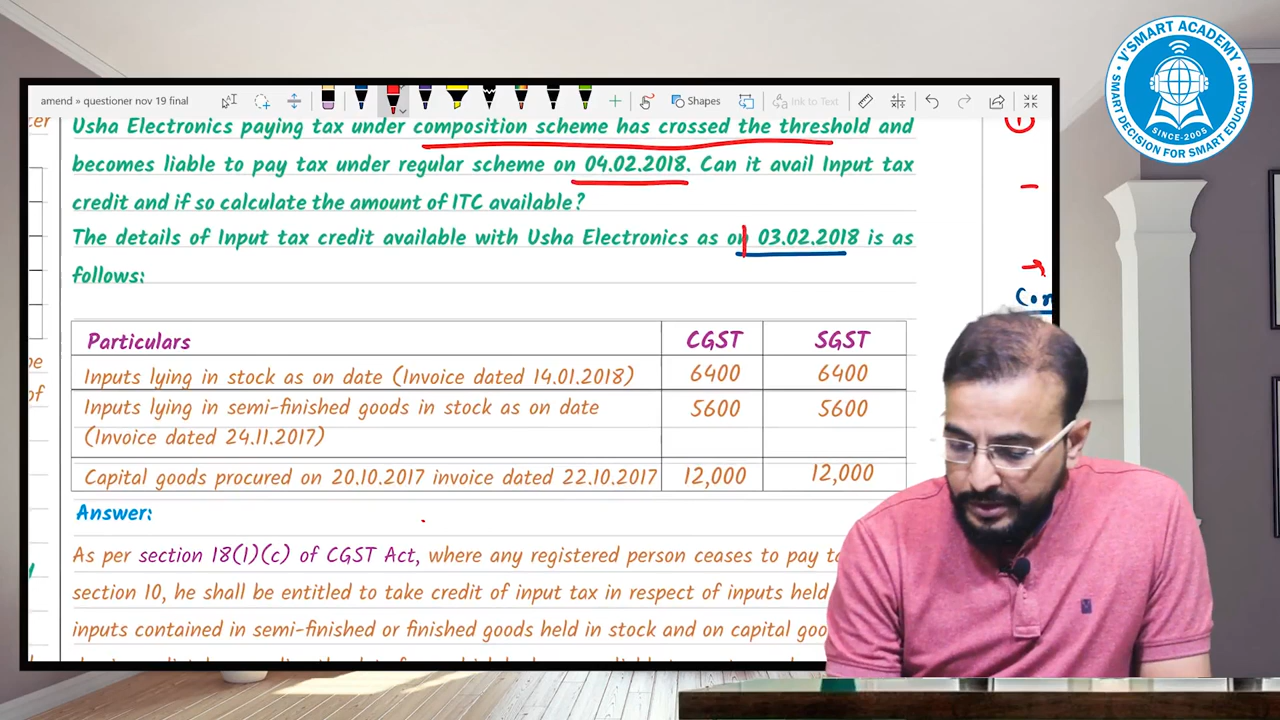 V'SMART ACADEMY
SMART DECISION FOR SMART EDUCATION
SINCE-2005
amend » questioner nov 19 final
Shapes
Ink to Text
Usha Electronics paying tax under composition scheme has crossed the threshold and
becomes liable to pay tax under regular scheme on 04.02.2018. Can it avail Input tax
credit and if so calculate the amount of ITC available?
The details of Input tax credit available with Usha Electronics as on 03.02.2018 is as
follows:
Particulars CGST SGST
Inputs lying in stock as on date (Invoice dated 14.01.2018) 6400 6400
Inputs lying in semi-finished goods in stock as on date 5600 5600
(Invoice dated 24.11.2017)
Capital goods procured on 20.10.2017 invoice dated 22.10.2017 12,000 12,000
Answer:
As per section 18(1)(c) of CGST Act, where any registered person ceases to pay
section 10, he shall be entitled to take credit of input tax in respect of inputs held
inputs contained in semi-finished or finished goods held in stock and on capital
of